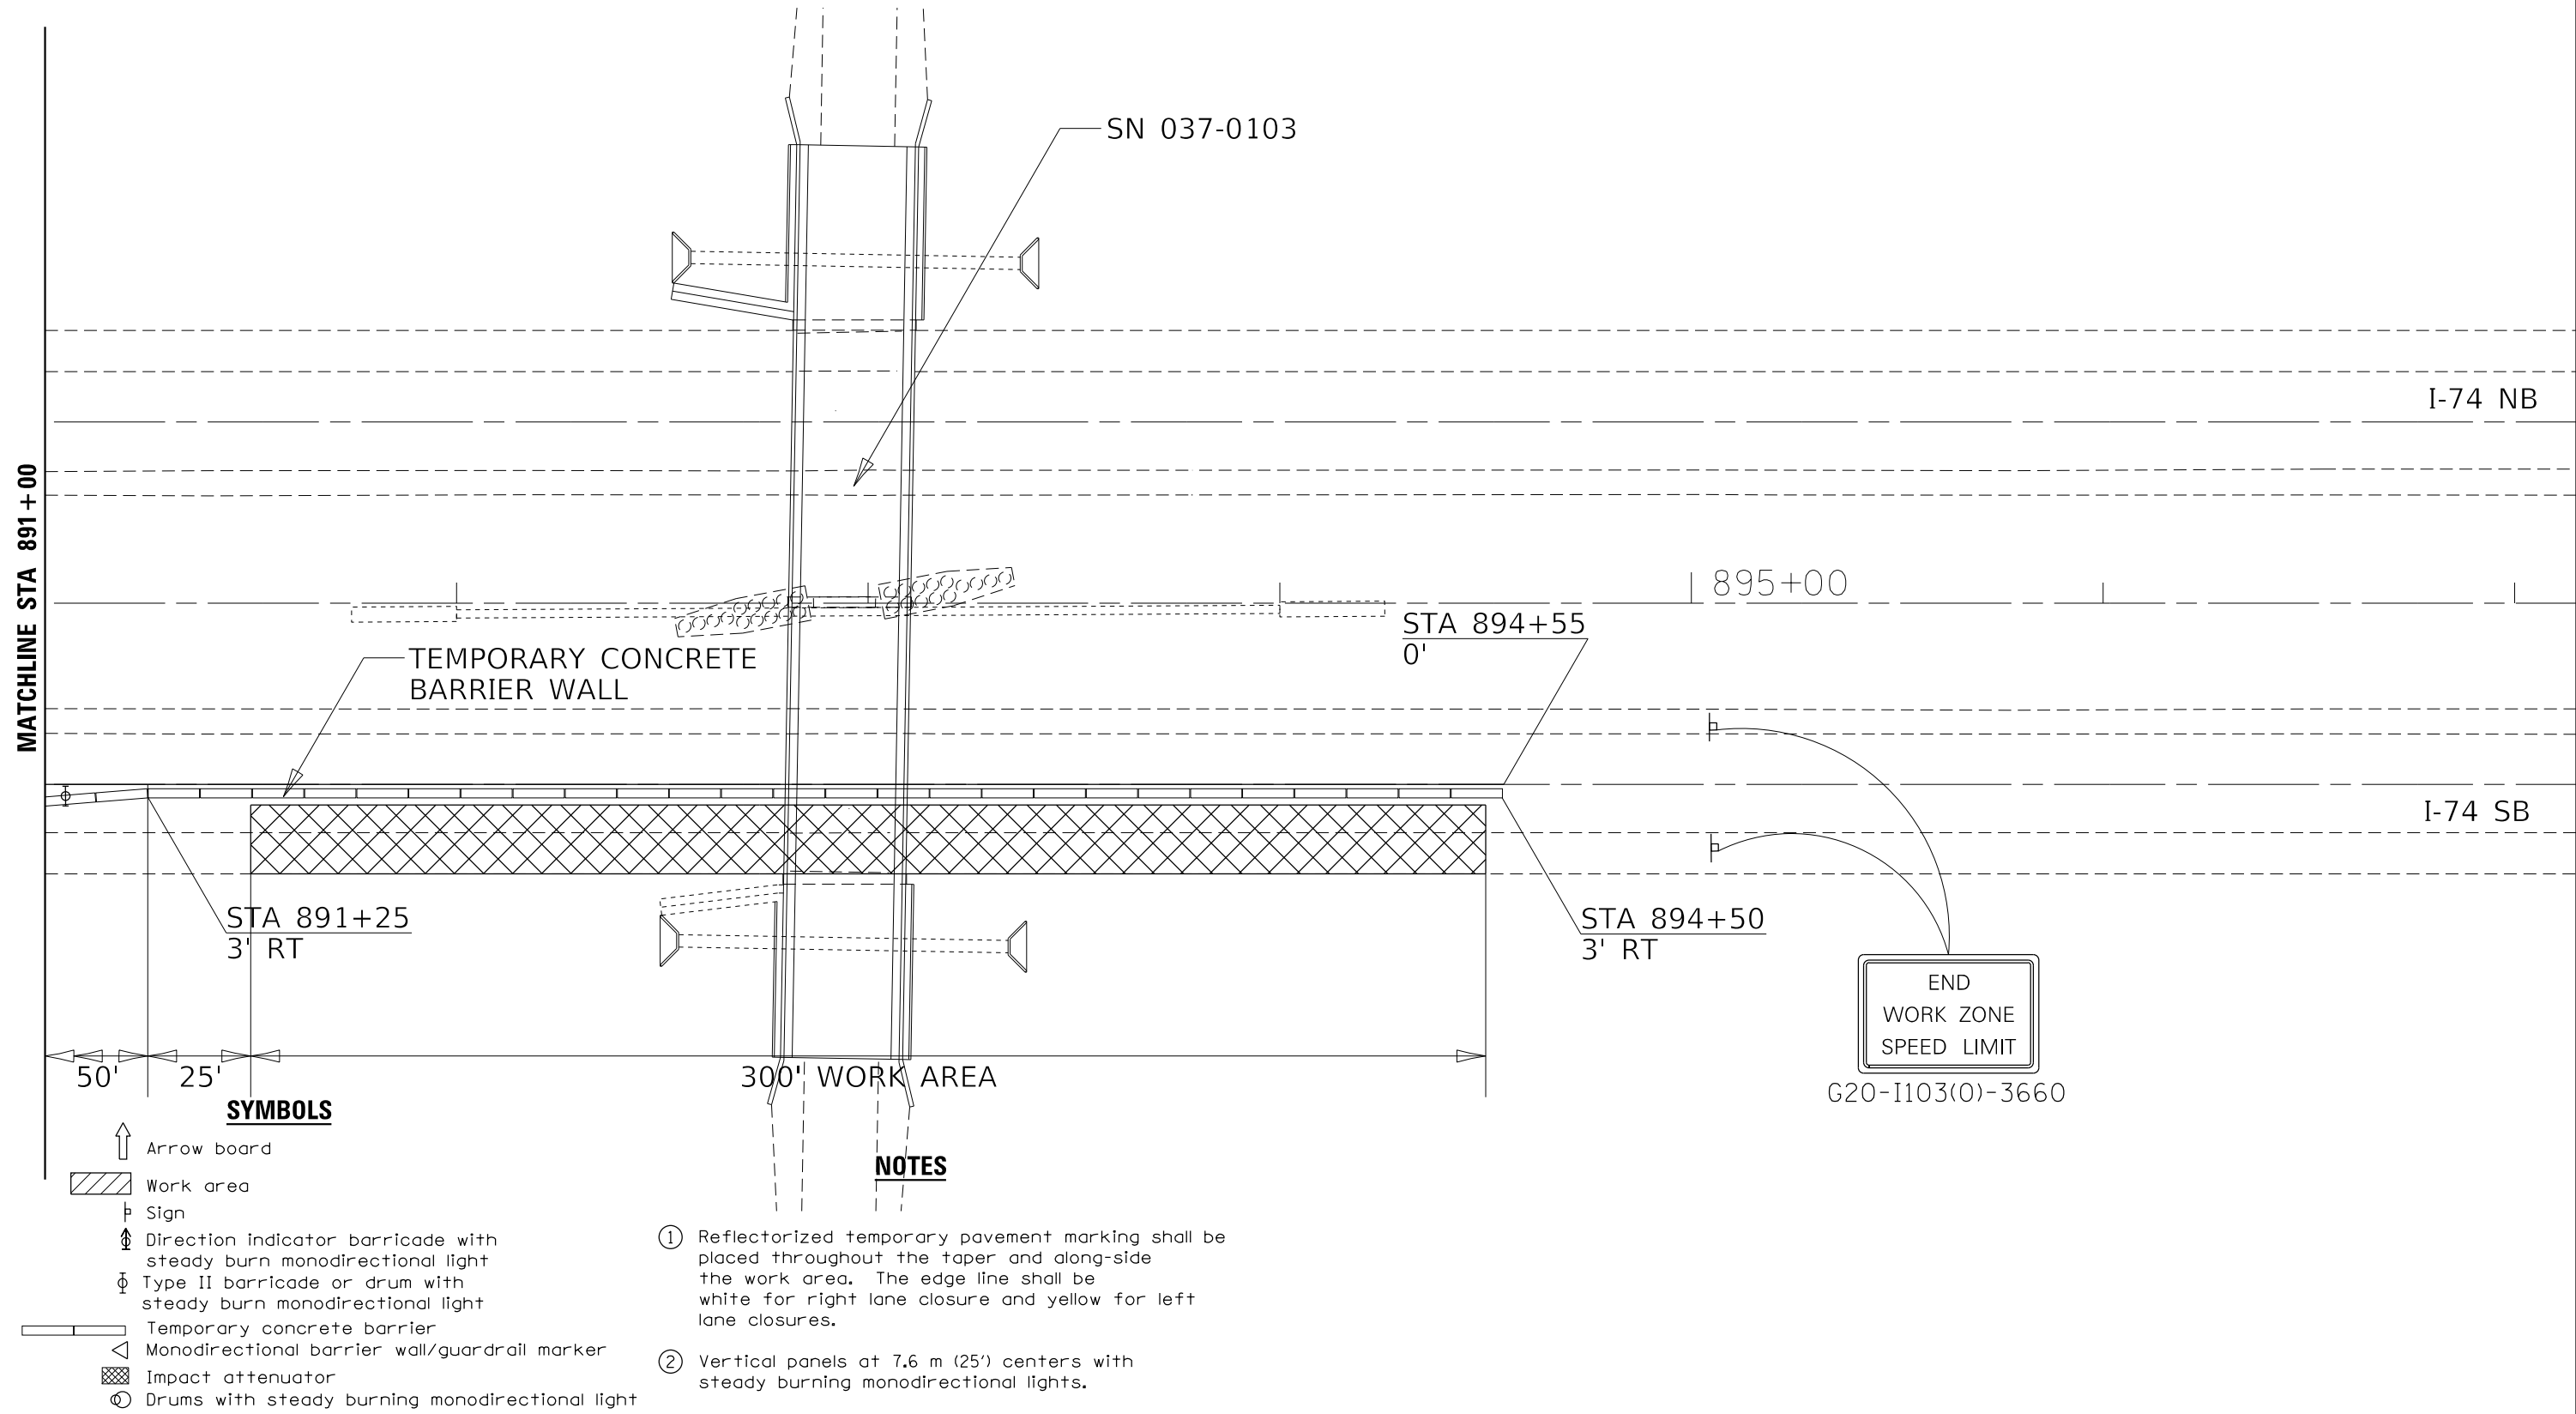 SN 037-0103
I-74 NB
MATCHLINE STA 891+00
895+00
STA 894+55
0'
TEMPORARY CONCRETE
BARRIER WALL
I-74 SB
STA 891+25
3' RT
STA 894+50
3' RT
END
WORK ZONE
SPEED LIMIT
G20-I103(0)-3660
50'
25'
300' WORK AREA
SYMBOLS
Arrow board
Work area
Sign
Direction indicator barricade with
steady burn monodirectional light
Type II barricade or drum with
steady burn monodirectional light
Temporary concrete barrier
Monodirectional barrier wall/guardrail marker
Impact attenuator
Drums with steady burning monodirectional light
NOTES
1 Reflectorized temporary pavement marking shall be
placed throughout the taper and along-side
the work area. The edge line shall be
white for right lane closure and yellow for left
lane closures.
2 Vertical panels at 7.6 m (25') centers with
steady burning monodirectional lights.